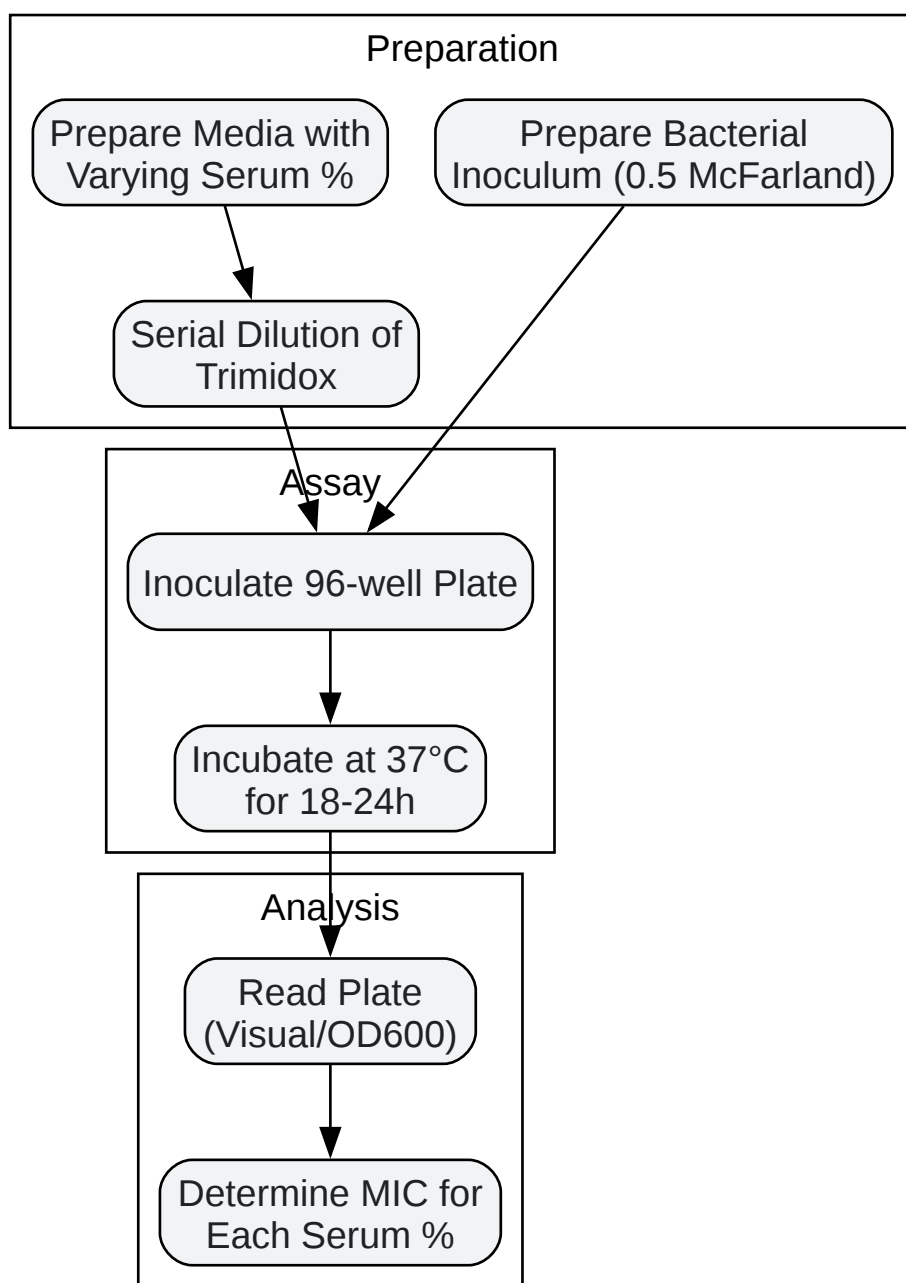 Preparation
Prepare Media with
Varying Serum %
Prepare Bacterial
Inoculum (0.5 McFarland)
Serial Dilution of
Trimidox
Assay
Inoculate 96-well Plate
Incubate at 37°C
for 18-24h
Analysis
Read Plate
(Visual/OD600)
Determine MIC for
Each Serum %